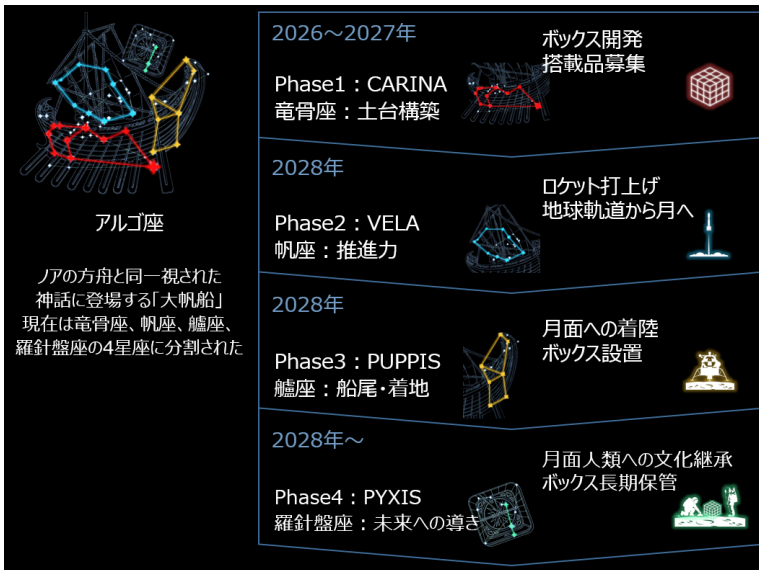 アルゴ座
ノアの方舟と同一視された
神話に登場する「大帆船」
現在は竜骨座、帆座、艫座、
羅針盤座の4星座に分割された
2026～2027年
Phase1：CARINA
竜骨座：土台構築
ボックス開発
搭載品募集
2028年
Phase2：VELA
帆座：推進力
ロケット打上げ
地球軌道から月へ
2028年
Phase3：PUPPIS
艫座：船尾・着地
月面への着陸
ボックス設置
2028年～
Phase4：PYXIS
羅針盤座：未来への導き
月面人類への文化継承
ボックス長期保管